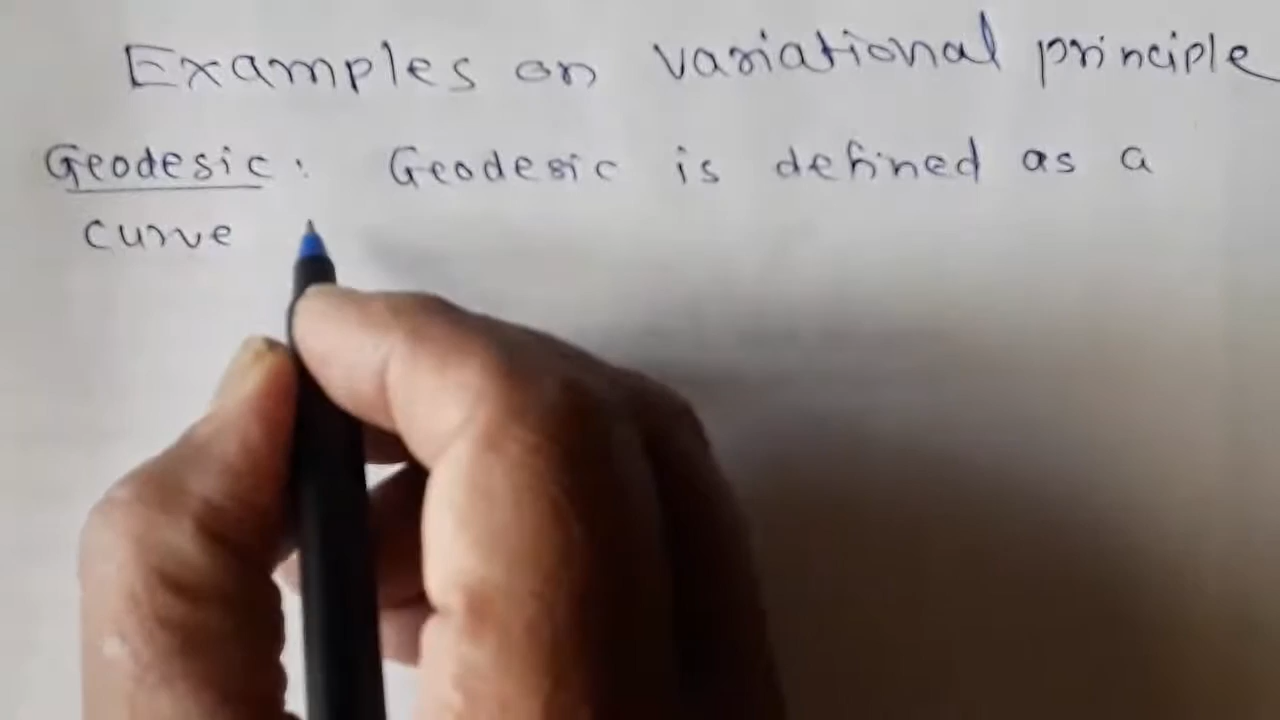 Examples on variational principle
Geodesic : Geodesic is defined as a
curve